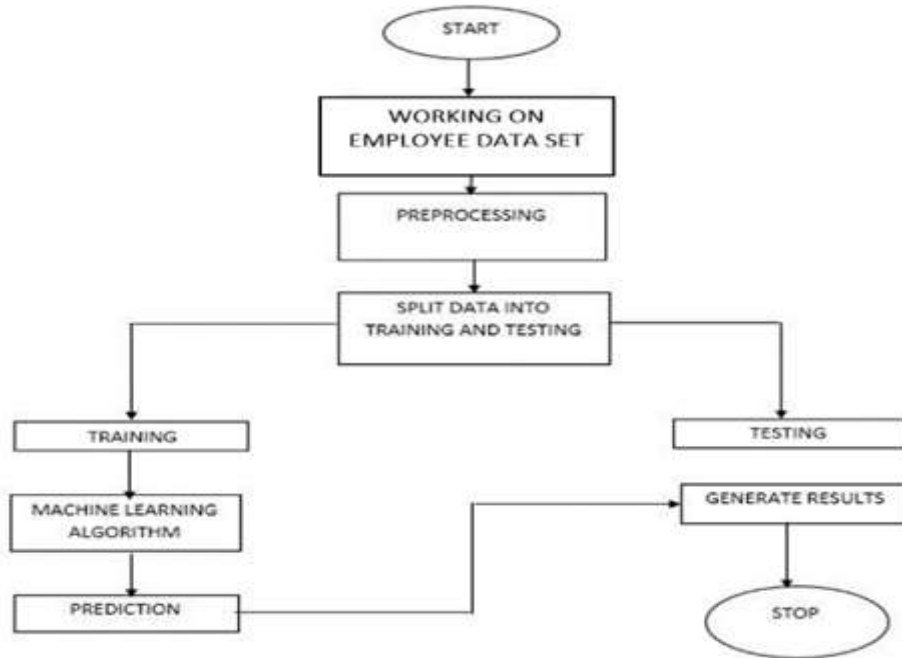 START
WORKING ON
EMPLOYEE DATA SET
PREPROCESSING
SPLIT DATA INTO
TRAINING AND TESTING
TRAINING
TESTING
MACHINE LEARNING
ALGORITHM
GENERATE RESULTS
PREDICTION
STOP